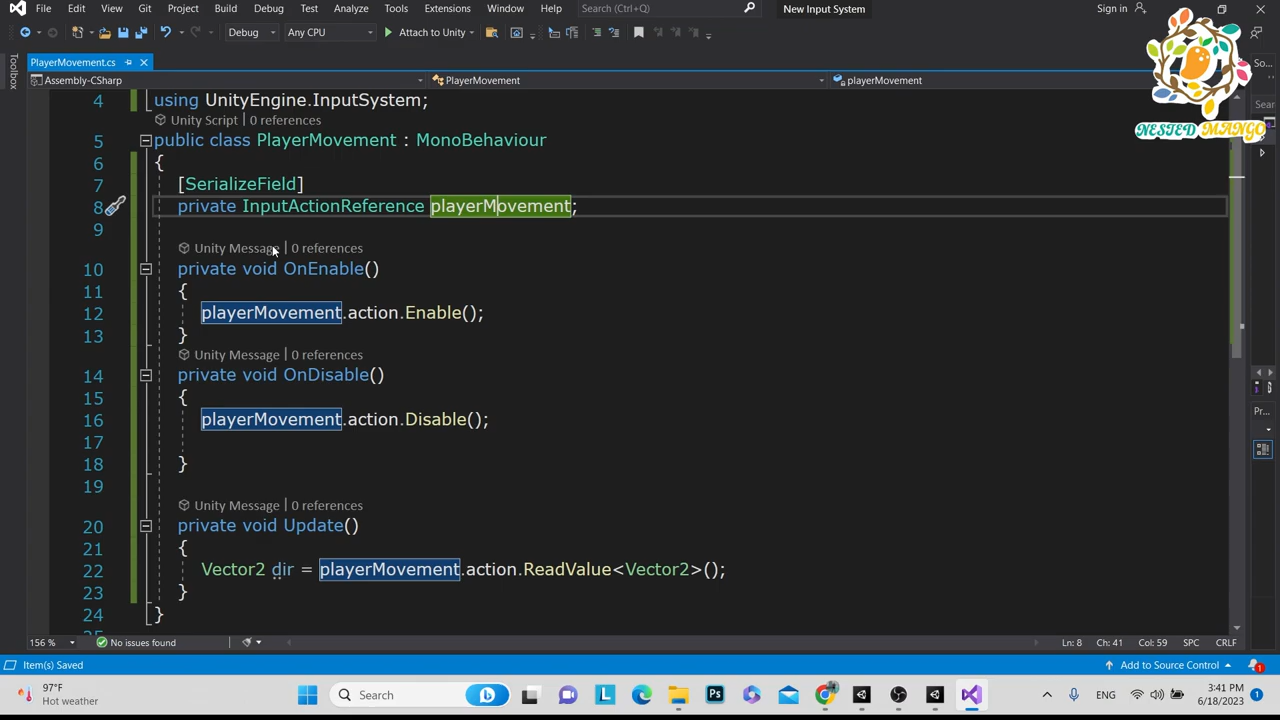 File Edit View Git Project Build Debug Test Analyze Tools Extensions Window Help Search (Ctrl+Q) New Input System Sign in
Debug Any CPU Attach to Unity
NESTED MANGO
PlayerMovement.cs
Toolbox
Assembly-CSharp PlayerMovement playerMovement
4 using UnityEngine.InputSystem;
Unity Script | 0 references
5 public class PlayerMovement : MonoBehaviour
6 {
7 [SerializeField]
8 private InputActionReference playerMovement;
9
Unity Message | 0 references
10 private void OnEnable()
11 {
12 playerMovement.action.Enable();
13 }
Unity Message | 0 references
14 private void OnDisable()
15 {
16 playerMovement.action.Disable();
17
18 }
19
Unity Message | 0 references
20 private void Update()
21 {
22 Vector2 dir = playerMovement.action.ReadValue<Vector2>();
23 }
24 }
So...
Sear
Prop...
156 % No issues found Ln: 8 Ch: 41 Col: 59 SPC CRLF
Item(s) Saved Add to Source Control 1
97°F
Hot weather
Search
ENG
3:41 PM
6/18/2023